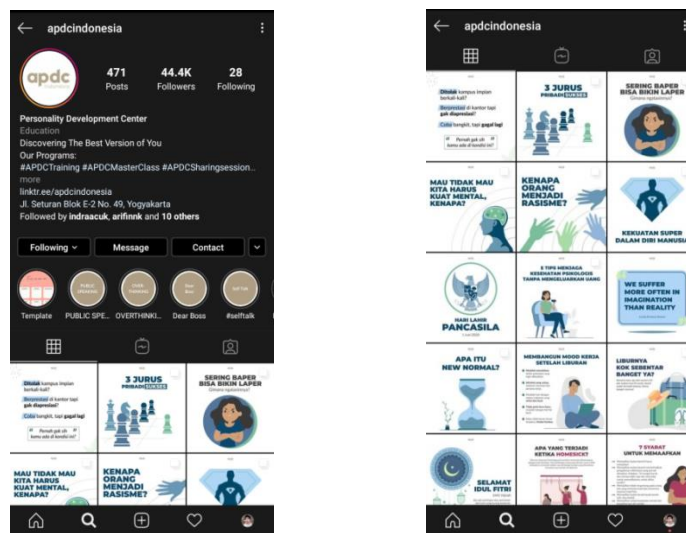 apdcindonesia
apdc
471
Posts
44.4K
Followers
28
Following
Personality Development Center
Education
Discovering The Best Version of You
Our Programs:
#APDCTraining #APDCMasterClass #APDCSharingsession...
more
linktr.ee/apdcindonesia
Jl. Seturan Blok E-2 No. 49, Yogyakarta
Followed by indraacuk, arifinnk and 10 others
Following
Message
Contact
Template
PUBLIC SPE...
OVERTHINKI...
Dear Boss
#selftalk
Ditolak kampus impian
berkali-kali?
Berprestasi di kantor tapi
gak diapresiasi?
Coba bangkit, tapi gagal lagi
Pernah gak sih
kamu ada di kondisi ini?
3 JURUS
PRIBADI SUKSES
SERING BAPER
BISA BIKIN LAPER
Gimana ngatasinnya?
MAU TIDAK MAU
KITA HARUS
KUAT MENTAL,
KENAPA?
KENAPA
ORANG
MENJADI
RASISME?
apdcindonesia
Ditolak kampus impian
berkali-kali?
Berprestasi di kantor tapi
gak diapresiasi?
Coba bangkit, tapi gagal lagi
Pernah gak sih
kamu ada di kondisi ini?
3 JURUS
PRIBADI SUKSES
SERING BAPER
BISA BIKIN LAPER
Gimana ngatasinnya?
MAU TIDAK MAU
KITA HARUS
KUAT MENTAL,
KENAPA?
KENAPA
ORANG
MENJADI
RASISME?
KEKUATAN SUPER
DALAM DIRI MANUSIA
HARI LAHIR
PANCASILA
5 TIPS MENJAGA
KESEHATAN PSIKOLOGIS
TANPA MENGELUARKAN UANG
WE SUFFER
MORE OFTEN IN
IMAGINATION
THAN REALITY
APA ITU
NEW NORMAL?
MEMBANGUN MOOD KERJA
SETELAH LIBURAN
LIBURNYA
KOK SEBENTAR
BANGET YA?
SELAMAT
IDUL FITRI
APA YANG TERJADI
KETIKA HOMESICK?
7 SYARAT
UNTUK MEMAAFKAN